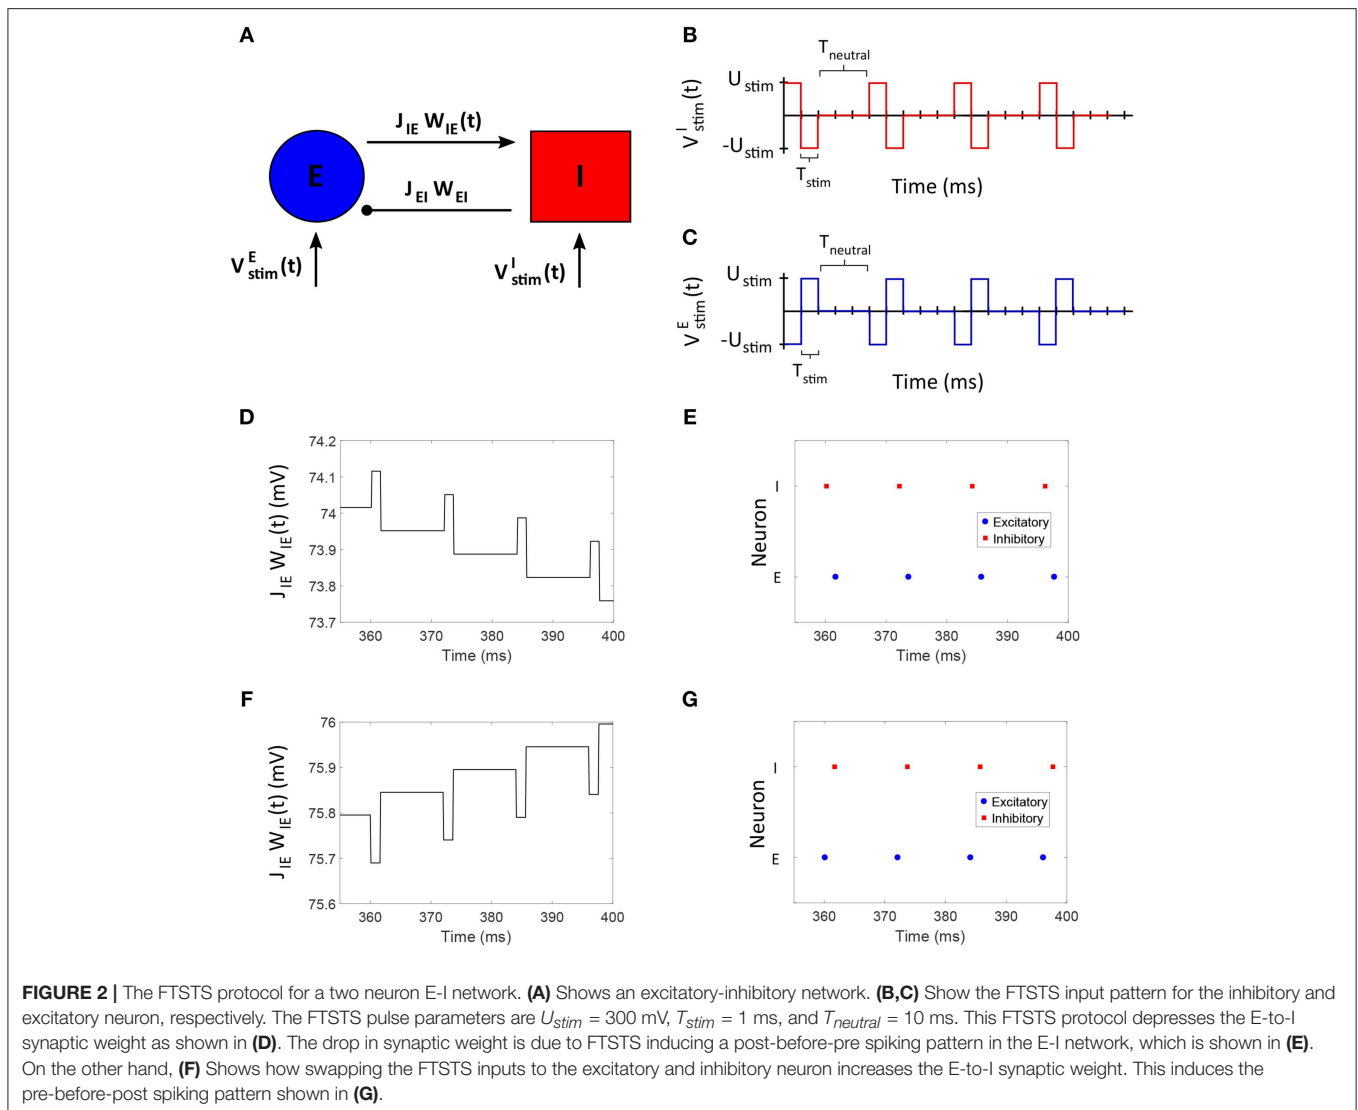 A
E
I
J_IE W_IE(t)
J_EI W_EI
V^E_stim(t)
V^I_stim(t)
B
T_neutral
U_stim
-U_stim
V^I_stim(t)
T_stim
Time (ms)
C
T_neutral
U_stim
-U_stim
V^E_stim(t)
T_stim
Time (ms)
D
74.2
74.1
74
73.9
73.8
73.7
J_IE W_IE(t) (mV)
360 370 380 390 400
Time (ms)
E
I
E
Neuron
Excitatory
Inhibitory
360 370 380 390 400
Time (ms)
F
76
75.9
75.8
75.7
75.6
J_IE W_IE(t) (mV)
360 370 380 390 400
Time (ms)
G
I
E
Neuron
Excitatory
Inhibitory
360 370 380 390 400
Time (ms)
FIGURE 2 | The FTSTS protocol for a two neuron E-I network. (A) Shows an excitatory-inhibitory network. (B,C) Show the FTSTS input pattern for the inhibitory and
excitatory neuron, respectively. The FTSTS pulse parameters are U_stim = 300 mV, T_stim = 1 ms, and T_neutral = 10 ms. This FTSTS protocol depresses the E-to-I
synaptic weight as shown in (D). The drop in synaptic weight is due to FTSTS inducing a post-before-pre spiking pattern in the E-I network, which is shown in (E).
On the other hand, (F) Shows how swapping the FTSTS inputs to the excitatory and inhibitory neuron increases the E-to-I synaptic weight. This induces the
pre-before-post spiking pattern shown in (G).